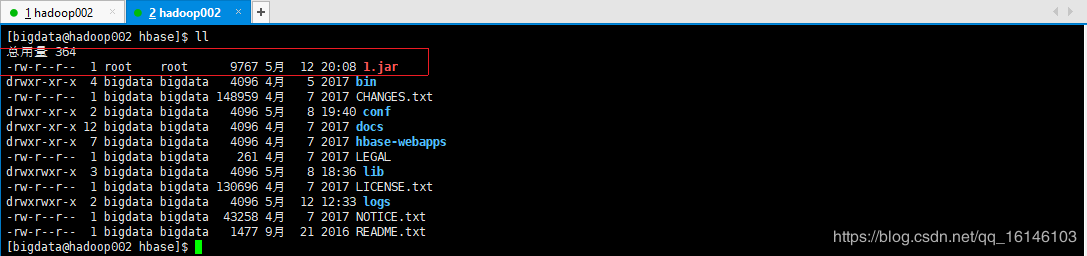 1 hadoop002 × 2 hadoop002 × +
[bigdata@hadoop002 hbase]$ ll
总用量 364
-rw-r--r-- 1 root root 9767 5月 12 20:08 1.jar
drwxr-xr-x 4 bigdata bigdata 4096 4月 5 2017 bin
-rw-r--r-- 1 bigdata bigdata 148959 4月 7 2017 CHANGES.txt
drwxr-xr-x 2 bigdata bigdata 4096 5月 8 19:40 conf
drwxr-xr-x 12 bigdata bigdata 4096 4月 7 2017 docs
drwxr-xr-x 7 bigdata bigdata 4096 4月 7 2017 hbase-webapps
-rw-r--r-- 1 bigdata bigdata 261 4月 7 2017 LEGAL
drwxrwxr-x 3 bigdata bigdata 4096 5月 8 18:36 lib
-rw-r--r-- 1 bigdata bigdata 130696 4月 7 2017 LICENSE.txt
drwxrwxr-x 2 bigdata bigdata 4096 5月 12 12:33 logs
-rw-r--r-- 1 bigdata bigdata 43258 4月 7 2017 NOTICE.txt
-rw-r--r-- 1 bigdata bigdata 1477 9月 21 2016 README.txt
[bigdata@hadoop002 hbase]$
https://blog.csdn.net/qq_16146103